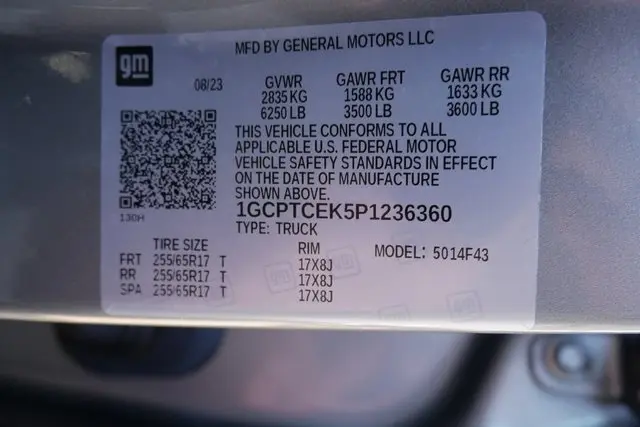 gm
MFD BY GENERAL MOTORS LLC
08/23
GVWR GAWR FRT GAWR RR
2835 KG 1588 KG 1633 KG
6250 LB 3500 LB 3600 LB
THIS VEHICLE CONFORMS TO ALL
APPLICABLE U.S. FEDERAL MOTOR
VEHICLE SAFETY STANDARDS IN EFFECT
ON THE DATE OF MANUFACTURE
SHOWN ABOVE.
130H
1GCPTCEK5P1236360
TYPE: TRUCK
TIRE SIZE RIM MODEL: 5014F43
FRT 255/65R17 T 17X8J
RR 255/65R17 T 17X8J
SPA 255/65R17 T 17X8J
gm
gm
gm